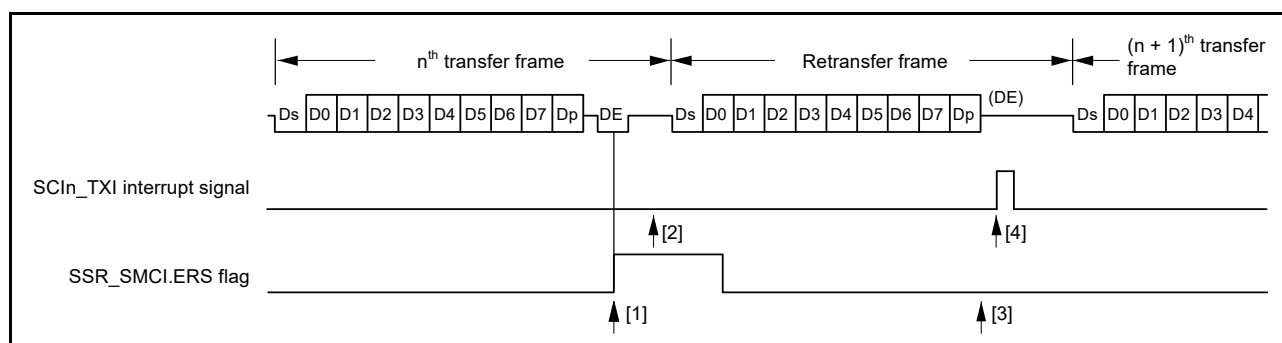 nth transfer frame
Retransfer frame
(n + 1)th transfer
frame
Ds D0 D1 D2 D3 D4 D5 D6 D7 Dp DE Ds D0 D1 D2 D3 D4 D5 D6 D7 Dp (DE) Ds D0 D1 D2 D3 D4
SCIn_TXI interrupt signal
[2] [4]
SSR_SMCI.ERS flag
[1] [3]